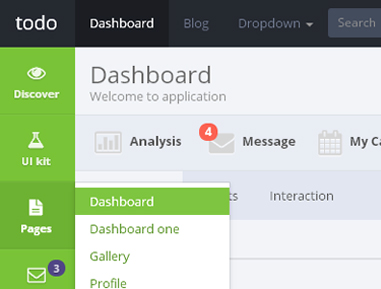 todo Dashboard Blog Dropdown Search
Dashboard
Welcome to application
Discover
Analysis 4 Message My Ca
UI kit
Interaction
Pages
Dashboard
Dashboard one
Gallery
Profile
3